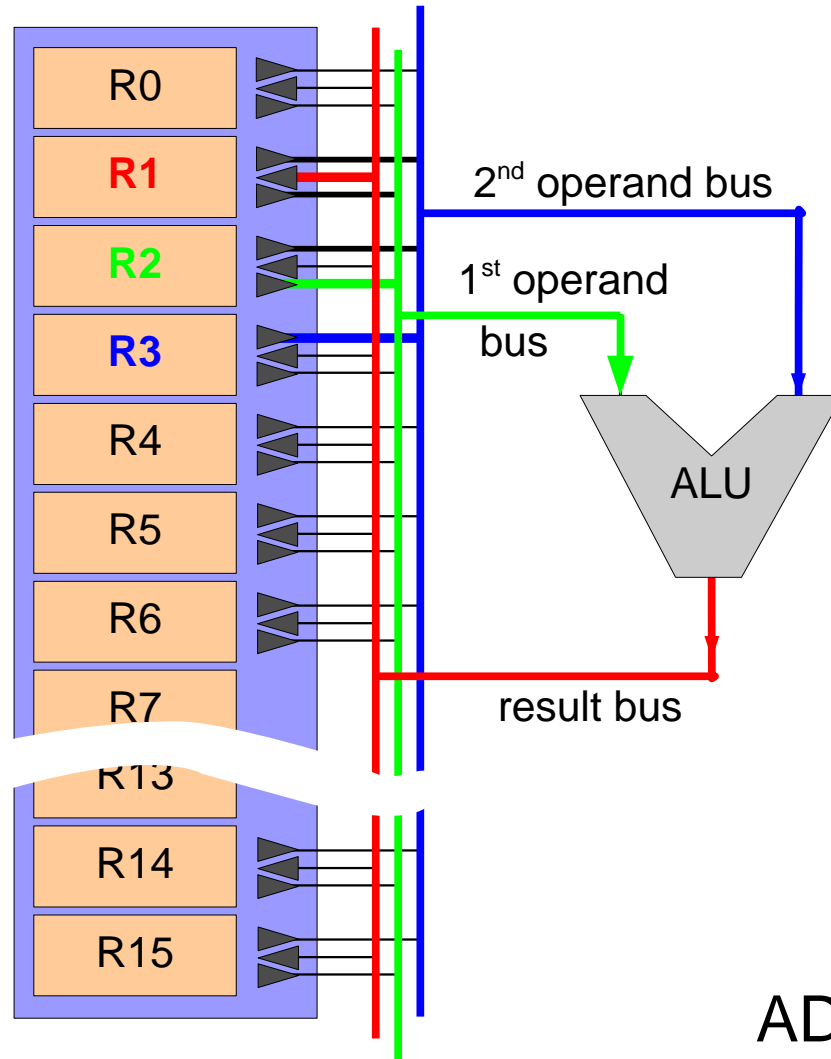 R0
R1
R2
R3
R4
R5
R6
R7
R13
R14
R15
2nd operand bus
1st operand
bus
ALU
result bus
AD